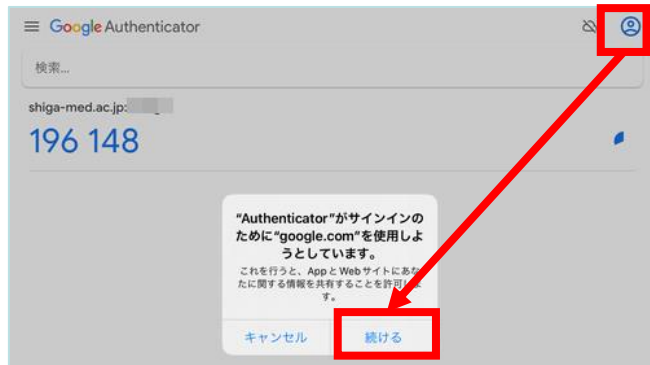 Google Authenticator
検索...
shiga-med.ac.jp:
196 148
"Authenticator"がサインインの
ために"google.com"を使用しよ
うとしています。
これを行うと、AppとWebサイトにあな
たに関する情報を共有することを許可しま
す。
キャンセル 続ける